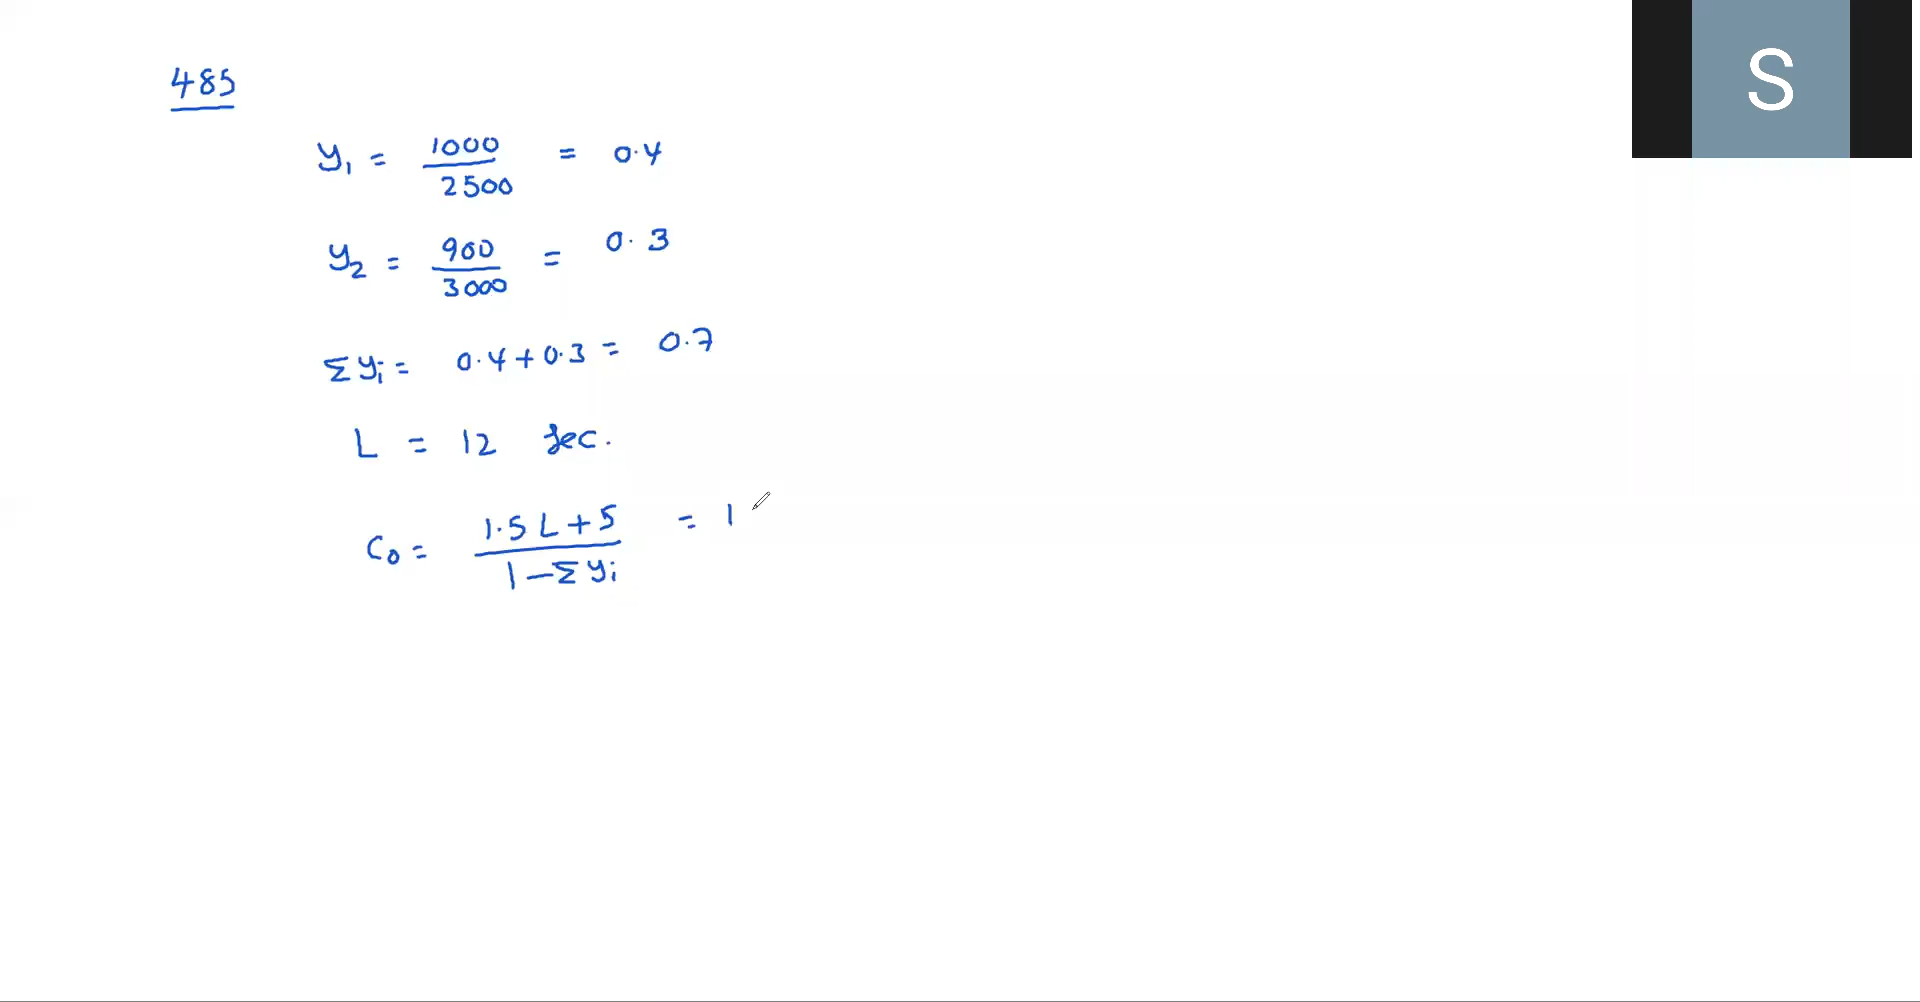 485
y₁ = 1000/2500 = 0.4
y₂ = 900/3000 = 0.3
Σyᵢ = 0.4+0.3 = 0.7
L = 12 sec.
C₀ = 1.5L+5/1-Σyᵢ = 1
S